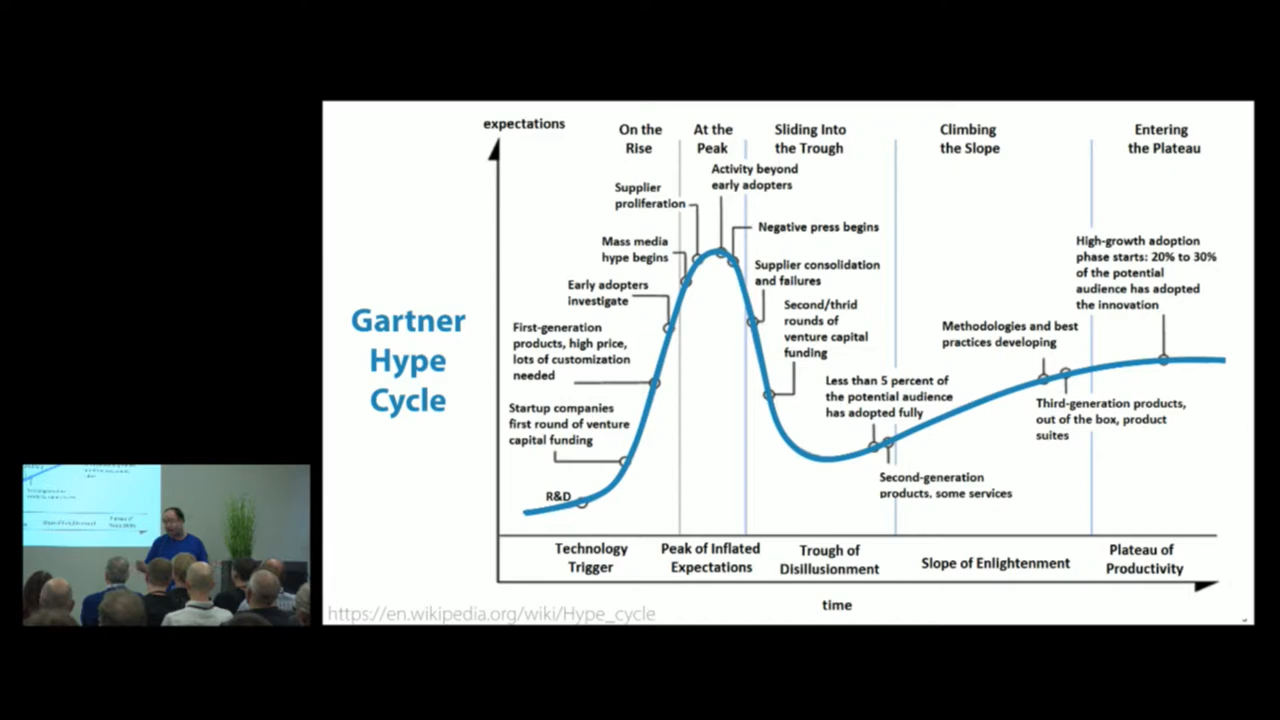 expectations
On the
Rise
At the
Peak
Sliding Into
the Trough
Climbing
the Slope
Entering
the Plateau
Activity beyond
early adopters
Supplier
proliferation
Negative press begins
Mass media
hype begins
Supplier consolidation
and failures
High-growth adoption
phase starts: 20% to 30%
of the potential
audience has adopted
the innovation
Early adopters
investigate
Second/thrid
rounds of
venture capital
funding
Gartner
Hype
Cycle
First-generation
products, high price,
lots of customization
needed
Methodologies and best
practices developing
Less than 5 percent of
the potential audience
has adopted fully
Startup companies
first round of venture
capital funding
Third-generation products,
out of the box, product
suites
Second-generation
products, some services
R&D
Technology
Trigger
Peak of Inflated
Expectations
Trough of
Disillusionment
Slope of Enlightenment
Plateau of
Productivity
time
https://en.wikipedia.org/wiki/Hype_cycle